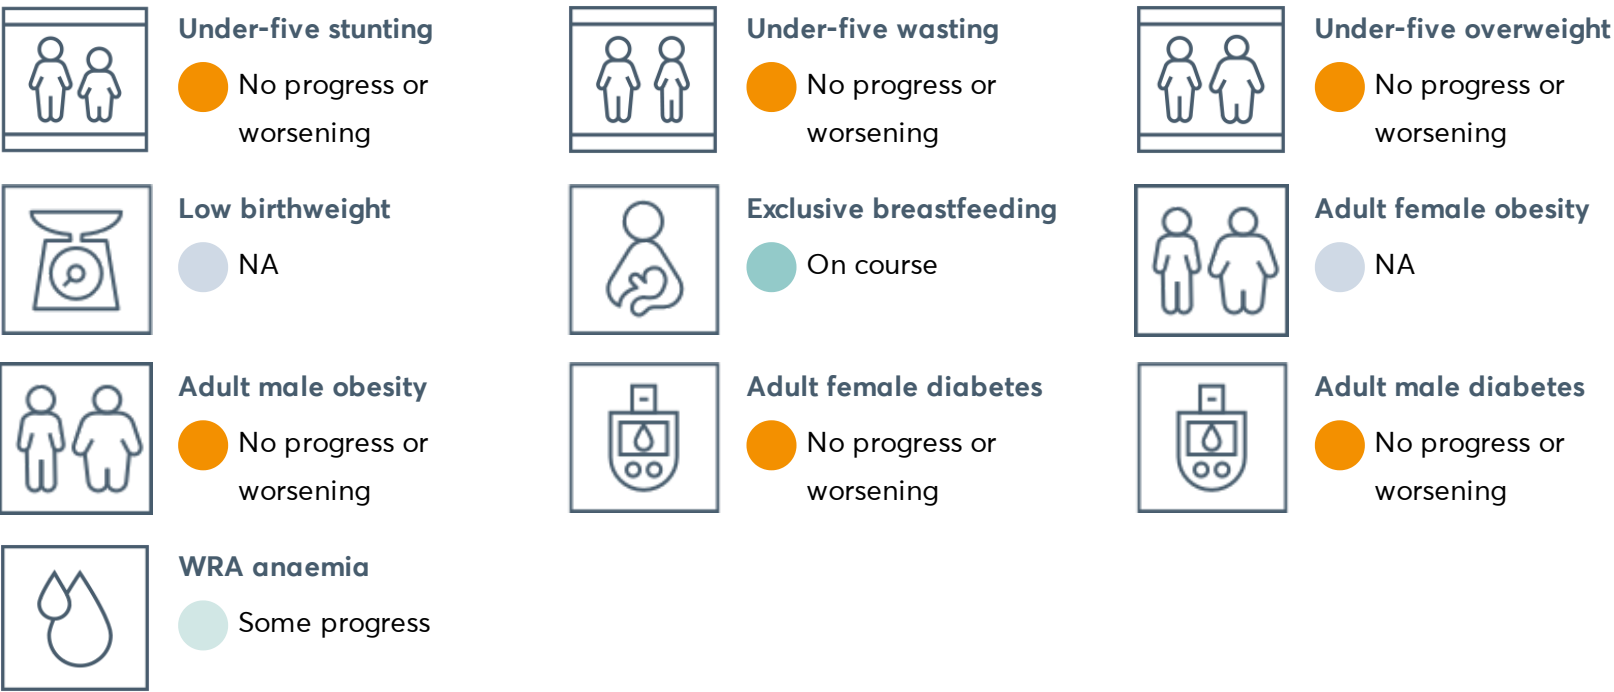 Under-five stunting
No progress or
worsening
Under-five wasting
No progress or
worsening
Under-five overweight
No progress or
worsening
Low birthweight
NA
Exclusive breastfeeding
On course
Adult female obesity
NA
Adult male obesity
No progress or
worsening
Adult female diabetes
No progress or
worsening
Adult male diabetes
No progress or
worsening
WRA anaemia
Some progress